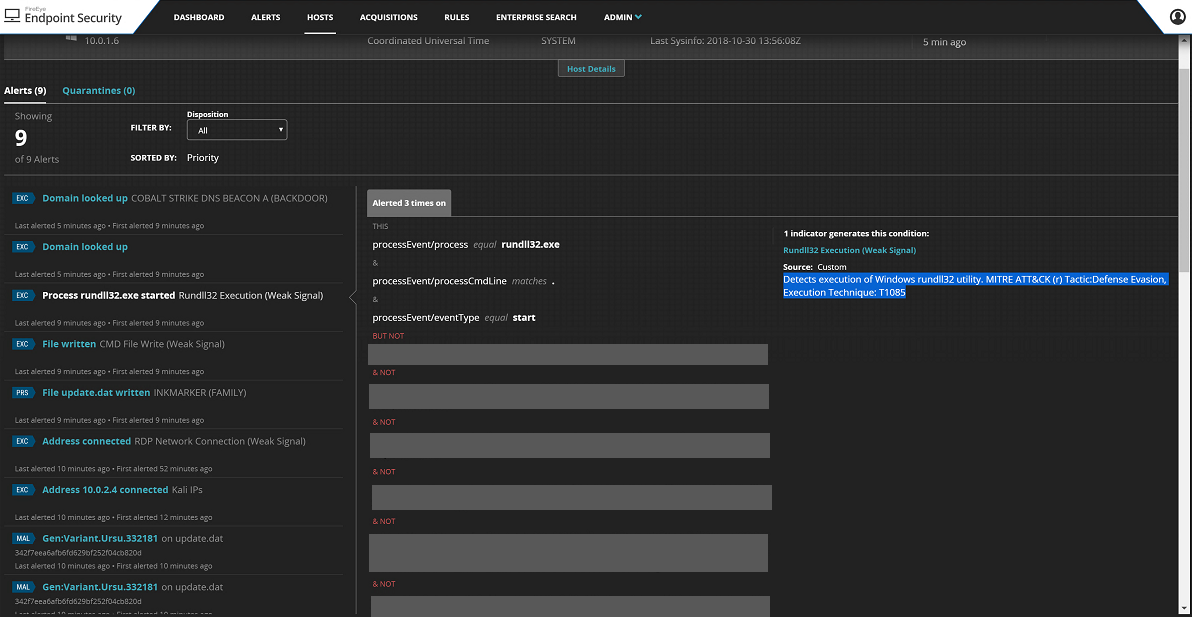 FireEye
Endpoint Security
DASHBOARD ALERTS HOSTS ACQUISITIONS RULES ENTERPRISE SEARCH ADMIN
10.0.1.6 Coordinated Universal Time SYSTEM Last Sysinfo: 2018-10-30 13:56:08Z 5 min ago
Host Details
Alerts (9) Quarantines (0)
Showing
9
of 9 Alerts
Disposition
FILTER BY: All
SORTED BY: Priority
EXC Domain looked up COBALT STRIKE DNS BEACON A (BACKDOOR)
Last alerted 5 minutes ago • First alerted 9 minutes ago
EXC Domain looked up
Last alerted 5 minutes ago • First alerted 9 minutes ago
EXC Process rundll32.exe started Rundll32 Execution (Weak Signal)
Last alerted 9 minutes ago • First alerted 9 minutes ago
EXC File written CMD File Write (Weak Signal)
Last alerted 9 minutes ago • First alerted 9 minutes ago
PRS File update.dat written INKMARKER (FAMILY)
Last alerted 9 minutes ago • First alerted 9 minutes ago
EXC Address connected RDP Network Connection (Weak Signal)
Last alerted 10 minutes ago • First alerted 52 minutes ago
EXC Address 10.0.2.4 connected Kali IPs
Last alerted 10 minutes ago • First alerted 12 minutes ago
MAL Gen:Variant.Ursu.332181 on update.dat
342f7eea6afb6fd629bf252f04cb820d
Last alerted 10 minutes ago • First alerted 10 minutes ago
MAL Gen:Variant.Ursu.332181 on update.dat
342f7eea6afb6fd629bf252f04cb820d
Last alerted 10 minutes ago • First alerted 10 minutes ago
Alerted 3 times on
THIS
processEvent/process equal rundll32.exe
&
processEvent/processCmdLine matches .
&
processEvent/eventType equal start
BUT NOT
& NOT
& NOT
& NOT
& NOT
& NOT
1 indicator generates this condition:
Rundll32 Execution (Weak Signal)
Source: Custom
Detects execution of Windows rundll32 utility. MITRE ATT&CK (r) Tactic:Defense Evasion,
Execution Technique: T1085